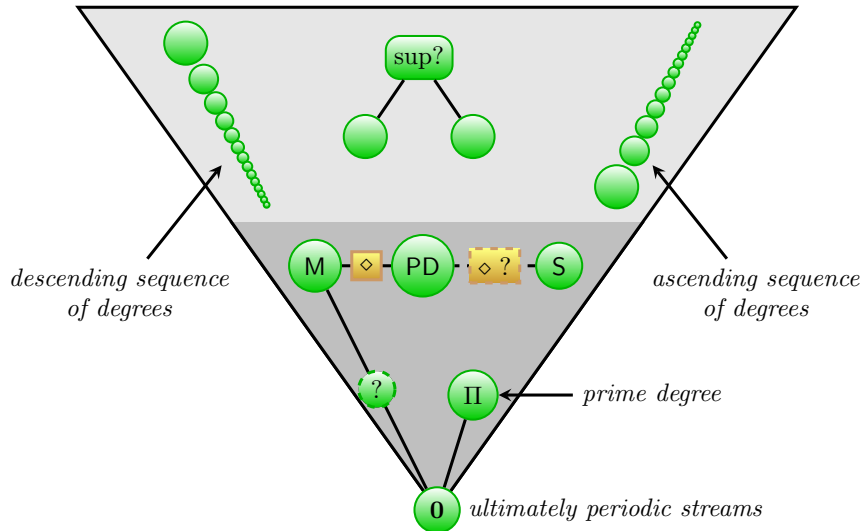 sup?
M ⋄ PD ⋄ ? S
descending sequence
of degrees
ascending sequence
of degrees
?
Π
prime degree
0
ultimately periodic streams